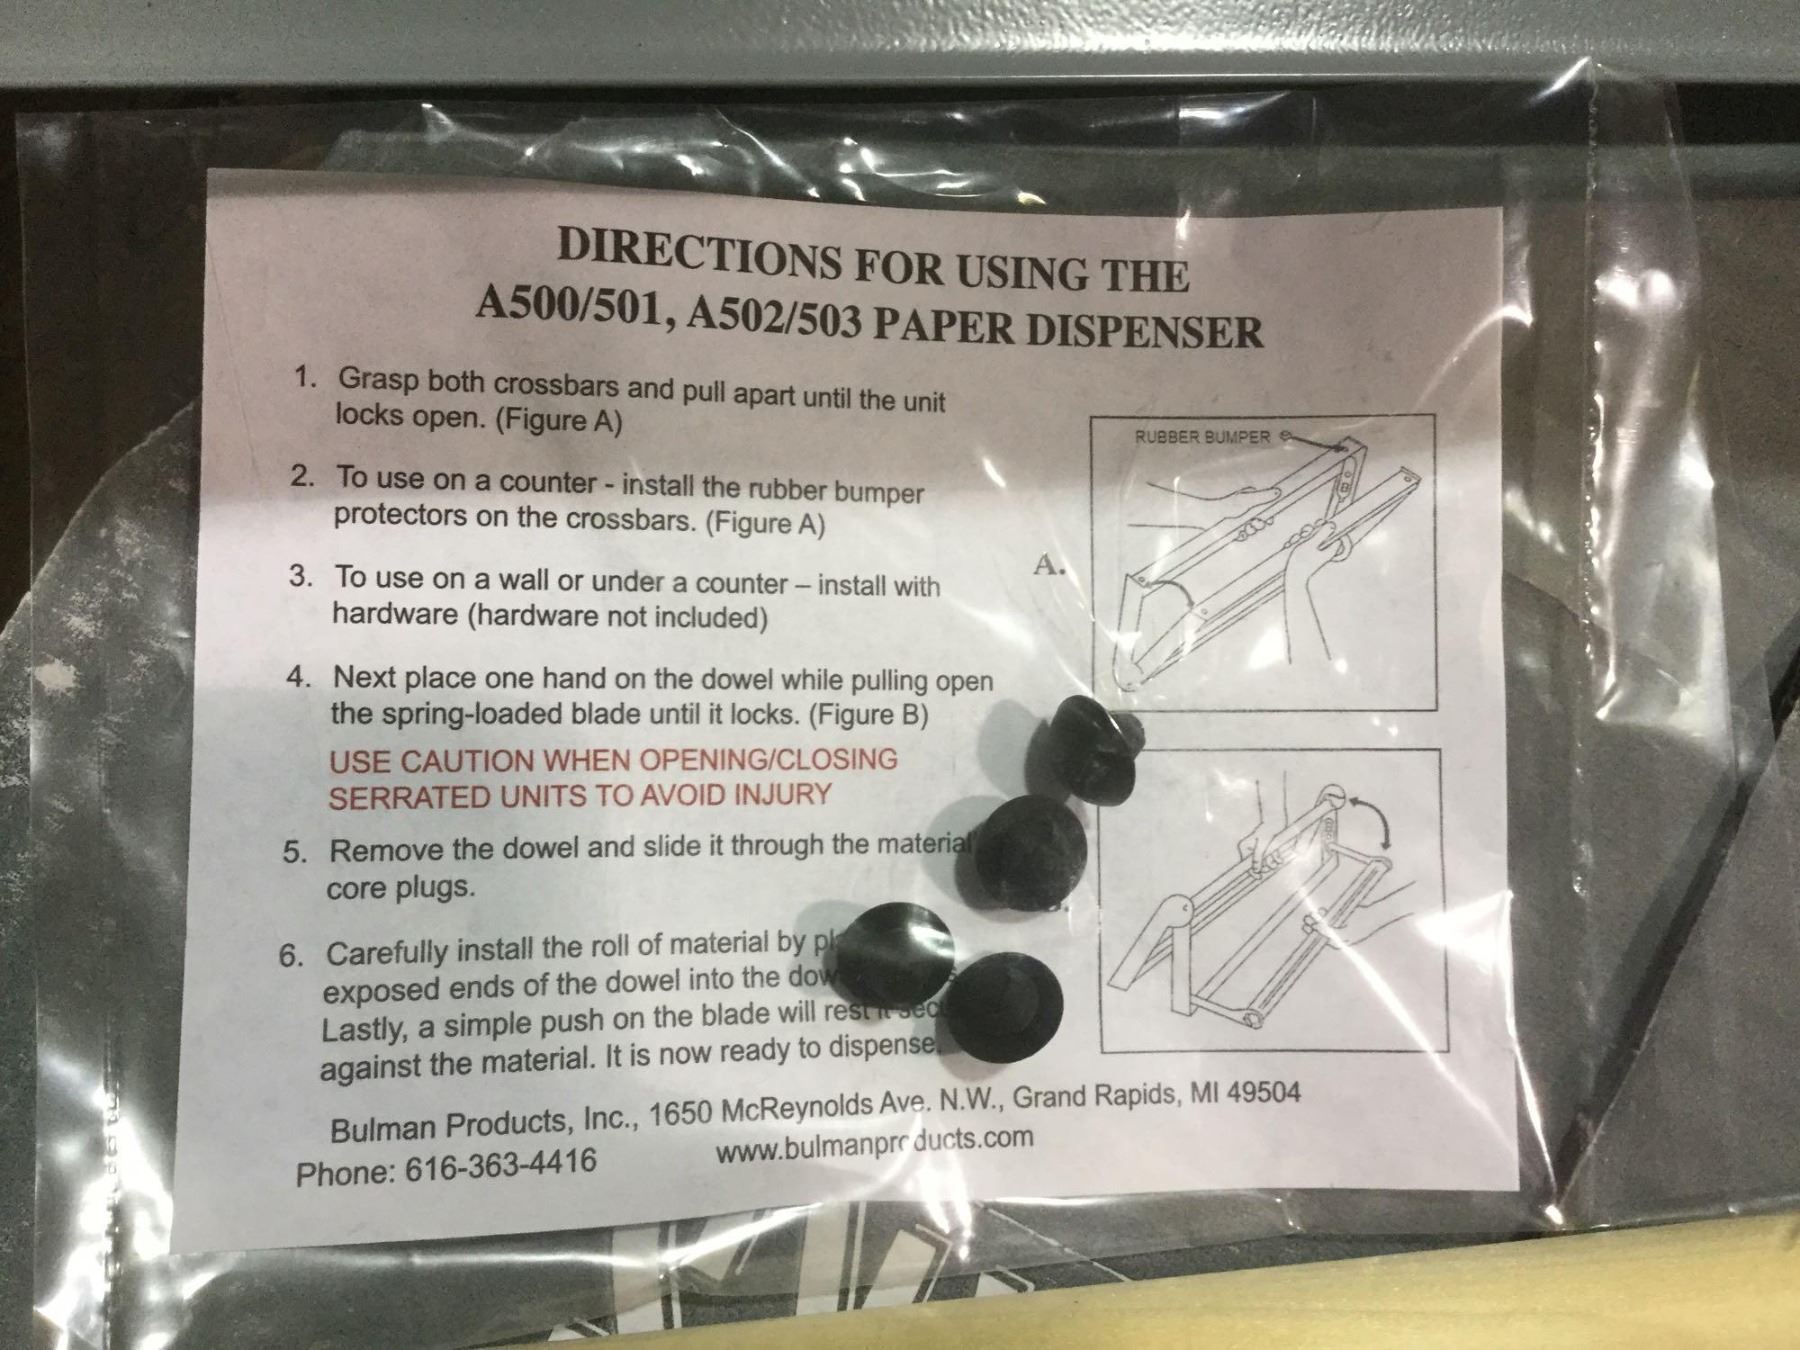 DIRECTIONS FOR USING THE
A500/501, A502/503 PAPER DISPENSER
1. Grasp both crossbars and pull apart until the unit
locks open. (Figure A)
2. To use on a counter - install the rubber bumper
protectors on the crossbars. (Figure A)
3. To use on a wall or under a counter – install with
hardware (hardware not included)
4. Next place one hand on the dowel while pulling open
the spring-loaded blade until it locks. (Figure B)
USE CAUTION WHEN OPENING/CLOSING
SERRATED UNITS TO AVOID INJURY
5. Remove the dowel and slide it through the material
core plugs.
6. Carefully install the roll of material by
exposed ends of the dowel into the
Lastly, a simple push on the blade will rest it
against the material. It is now ready to dispense.
RUBBER BUMPER
A.
Bulman Products, Inc., 1650 McReynolds Ave. N.W., Grand Rapids, MI 49504
Phone: 616-363-4416 www.bulmanproducts.com